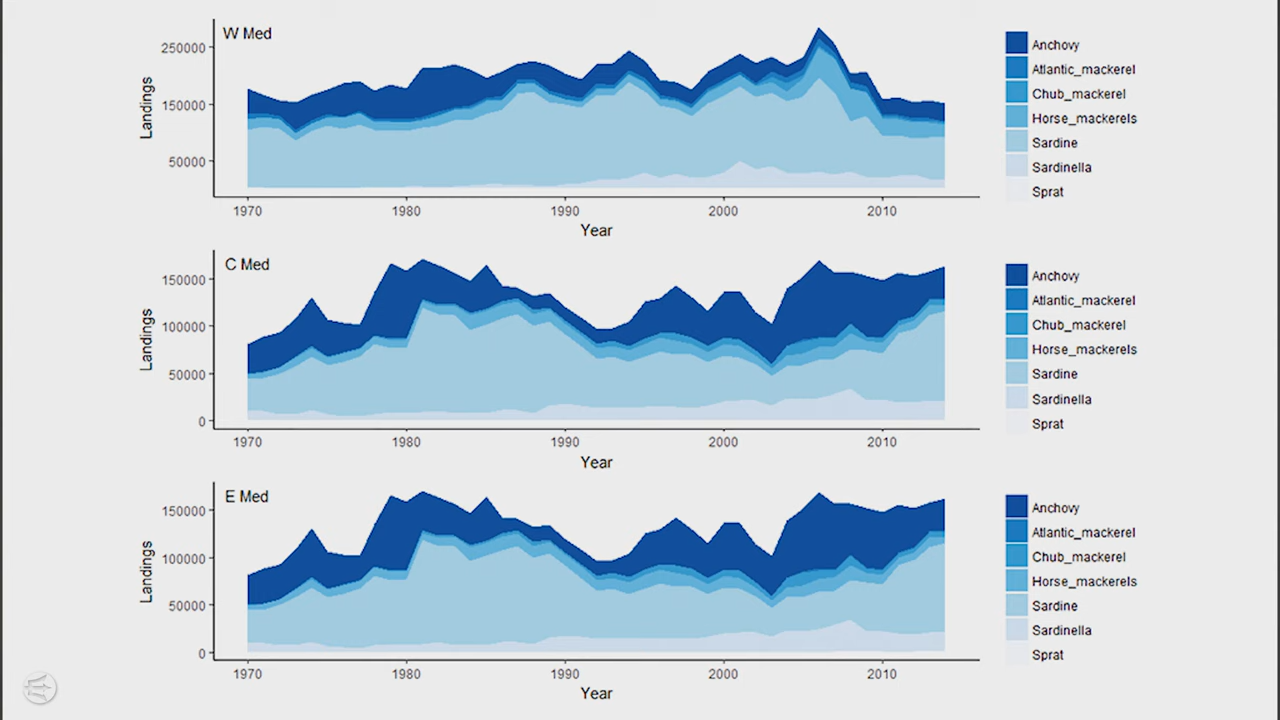 W Med
250000
150000
50000
Landings
1970 1980 1990 2000 2010
Year
Anchovy
Atlantic_mackerel
Chub_mackerel
Horse_mackerels
Sardine
Sardinella
Sprat
C Med
150000
100000
50000
0
Landings
1970 1980 1990 2000 2010
Year
Anchovy
Atlantic_mackerel
Chub_mackerel
Horse_mackerels
Sardine
Sardinella
Sprat
E Med
150000
100000
50000
0
Landings
1970 1980 1990 2000 2010
Year
Anchovy
Atlantic_mackerel
Chub_mackerel
Horse_mackerels
Sardine
Sardinella
Sprat